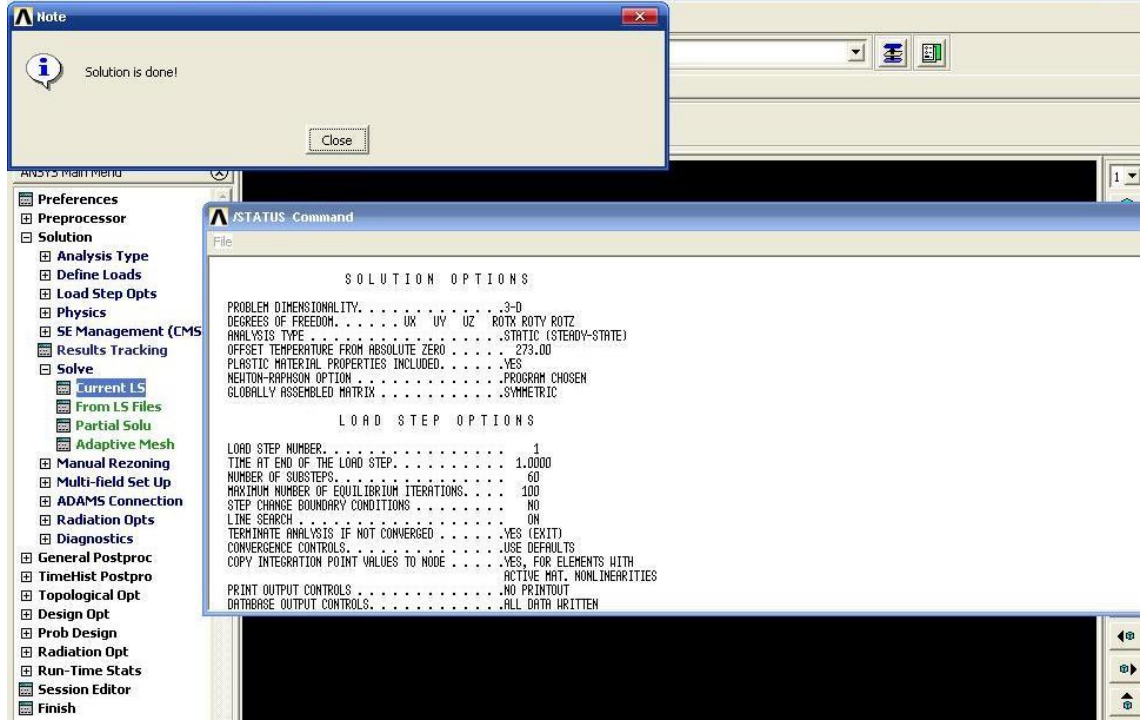 Note
Solution is done!
Close
1
ANSYS Main Menu
Preferences
Preprocessor
Solution
Analysis Type
Define Loads
Load Step Opts
Physics
SE Management (CMS
Results Tracking
Solve
Current LS
From LS Files
Partial Solu
Adaptive Mesh
Manual Rezoning
Multi-field Set Up
ADAMS Connection
Radiation Opts
Diagnostics
General Postproc
TimeHist Postpro
Topological Opt
Design Opt
Prob Design
Radiation Opt
Run-Time Stats
Session Editor
Finish
/STATUS Command
File
S O L U T I O N   O P T I O N S
PROBLEM DIMENSIONALITY. . . . . . . . . . . . .3-D
DEGREES OF FREEDOM. . . . . . UX   UY   UZ   ROTX ROTY ROTZ
ANALYSIS TYPE . . . . . . . . . . . . . . . . .STATIC (STEADY-STATE)
OFFSET TEMPERATURE FROM ABSOLUTE ZERO . . . . .  273.00
PLASTIC MATERIAL PROPERTIES INCLUDED. . . . . .YES
NEWTON-RAPHSON OPTION . . . . . . . . . . . . .PROGRAM CHOSEN
GLOBALLY ASSEMBLED MATRIX . . . . . . . . . . .SYMMETRIC
L O A D   S T E P   O P T I O N S
LOAD STEP NUMBER. . . . . . . . . . . . . . . .     1
TIME AT END OF THE LOAD STEP. . . . . . . . . .  1.0000
NUMBER OF SUBSTEPS. . . . . . . . . . . . . . .    60
MAXIMUM NUMBER OF EQUILIBRIUM ITERATIONS. . . .   100
STEP CHANGE BOUNDARY CONDITIONS . . . . . . . .    NO
LINE SEARCH . . . . . . . . . . . . . . . . . .    ON
TERMINATE ANALYSIS IF NOT CONVERGED . . . . . .YES (EXIT)
CONVERGENCE CONTROLS. . . . . . . . . . . . . .USE DEFAULTS
COPY INTEGRATION POINT VALUES TO NODE . . . . .YES, FOR ELEMENTS WITH
ACTIVE MAT. NONLINEARITIES
PRINT OUTPUT CONTROLS . . . . . . . . . . . . .NO PRINTOUT
DATABASE OUTPUT CONTROLS. . . . . . . . . . . .ALL DATA WRITTEN